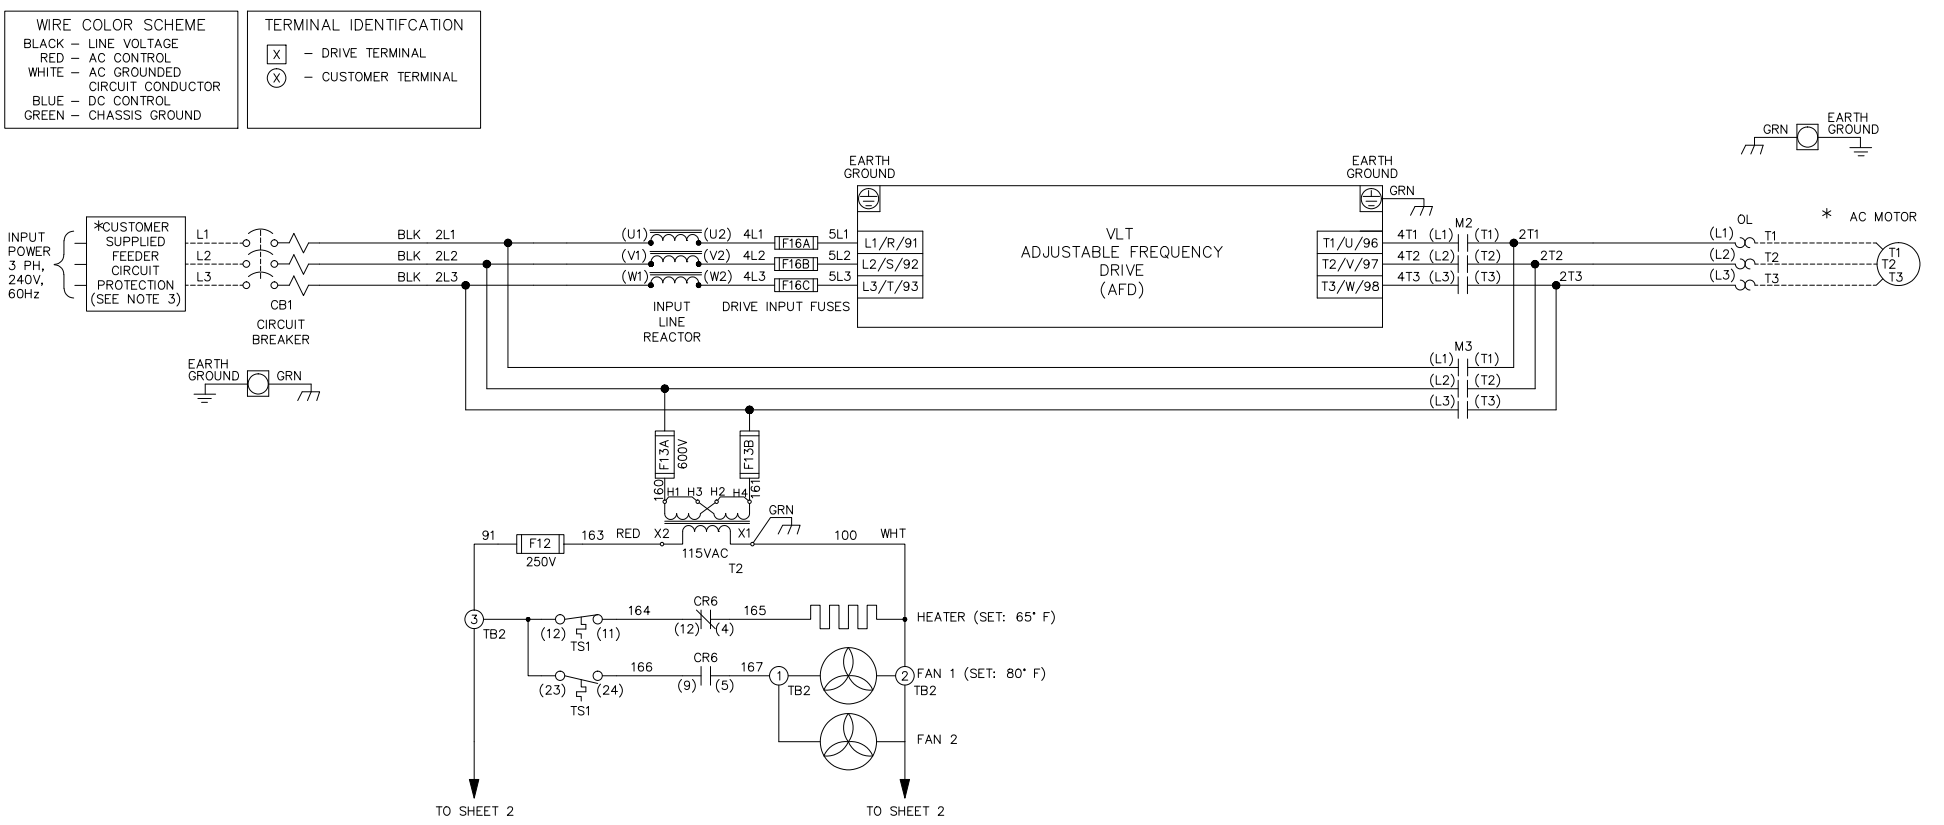 WIRE COLOR SCHEME
BLACK – LINE VOLTAGE
RED – AC CONTROL
WHITE – AC GROUNDED
CIRCUIT CONDUCTOR
BLUE – DC CONTROL
GREEN – CHASSIS GROUND
TERMINAL IDENTIFCATION
X – DRIVE TERMINAL
X – CUSTOMER TERMINAL
GRN
EARTH
GROUND
INPUT
POWER
3 PH,
240V,
60Hz
*CUSTOMER
SUPPLIED
FEEDER
CIRCUIT
PROTECTION
(SEE NOTE 3)
L1
L2
L3
CB1
CIRCUIT
BREAKER
BLK 2L1
BLK 2L2
BLK 2L3
(U1) (U2) 4L1 F16A 5L1
(V1) (V2) 4L2 F16B 5L2
(W1) (W2) 4L3 F16C 5L3
INPUT
LINE
REACTOR
DRIVE INPUT FUSES
EARTH
GROUND
L1/R/91
L2/S/92
L3/T/93
VLT
ADJUSTABLE FREQUENCY
DRIVE
(AFD)
EARTH
GROUND
GRN
T1/U/96
T2/V/97
T3/W/98
M2
4T1 (L1) (T1) 2T1
4T2 (L2) (T2) 2T2
4T3 (L3) (T3) 2T3
OL
(L1) T1
(L2) T2
(L3) T3
* AC MOTOR
T1
T2
T3
M3
(L1) (T1)
(L2) (T2)
(L3) (T3)
EARTH
GROUND
GRN
F13A
600V
F13B
160
161
H1 H3 H2 H4
GRN
91 F12 163 RED X2 X1 100 WHT
250V
115VAC
T2
3
TB2
(12) (11)
TS1
164
CR6
(12) (4)
165
HEATER (SET: 65° F)
(23) (24)
TS1
166
CR6
(9) (5)
167
1
TB2
2
TB2
FAN 1 (SET: 80° F)
FAN 2
TO SHEET 2
TO SHEET 2